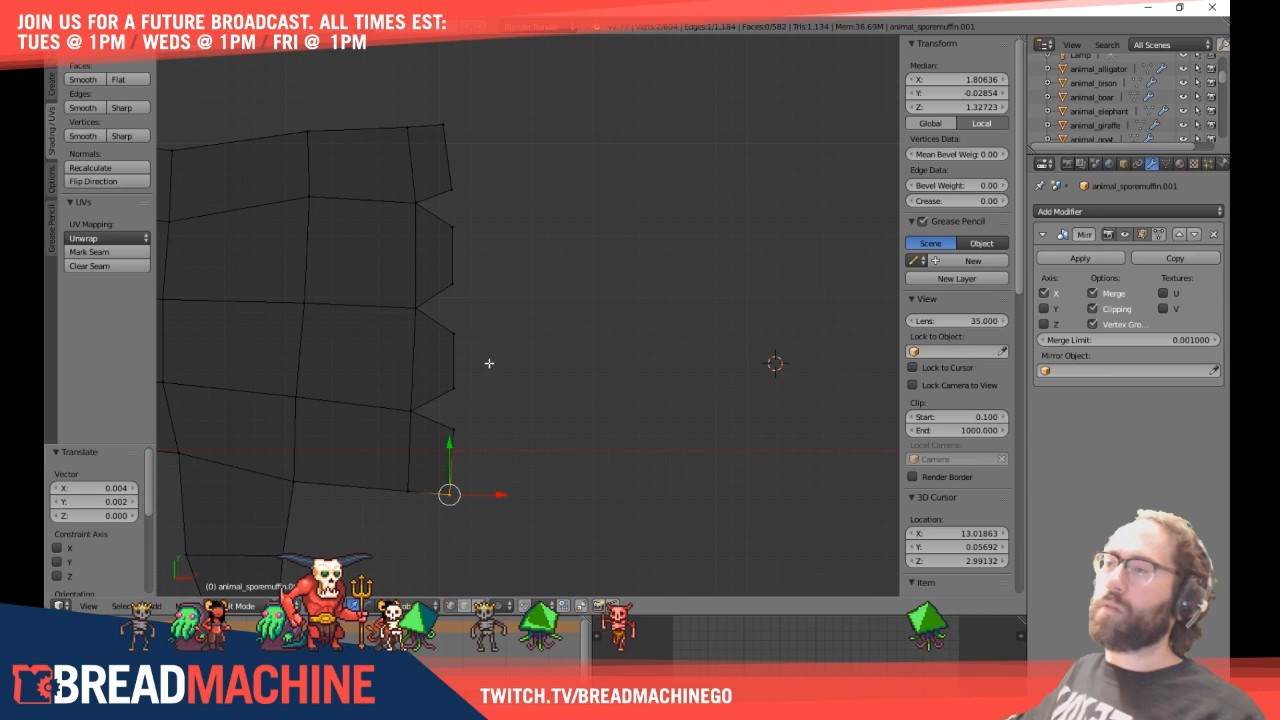 JOIN US FOR A FUTURE BROADCAST. ALL TIMES EST:
TUES @ 1PM / WEDS @ 1PM / FRI @ 1PM
Verts:2/604 | Edges:1/1,184 | Faces:0/582 | Tris:1,134 | Mem:36.69M | animal_sporemuffin.001
Faces:
Smooth Flat
Edges:
Smooth Sharp
Vertices:
Smooth Sharp
Normals:
Recalculate
Flip Direction
UVs
UV Mapping:
Unwrap
Mark Seam
Clear Seam
Create
Shading / UVs
Options
Grease Pencil
Translate
Vector
X: 0.004
Y: 0.002
Z: 0.000
Constraint Axis
X
Y
Z
Orientation
(0) animal_sporemuffin.0
View Select Add
it Mode
Transform
Median:
X: 1.80636
Y: -0.02854
Z: 1.32723
Global Local
Vertices Data:
Mean Bevel Weig: 0.00
Edge Data:
Bevel Weight: 0.00
Crease: 0.00
Grease Pencil
Scene Object
New
New Layer
View
Lens: 35.000
Lock to Object:
Lock to Cursor
Lock Camera to View
Clip:
Start: 0.100
End: 1000.000
Local Camera:
Camera
Render Border
3D Cursor
Location:
X: 13.01863
Y: 0.05692
Z: 2.99132
Item
View Search All Scenes
Lamp
animal_alligator
animal_bison
animal_boar
animal_elephant
animal_giraffe
animal_goat
animal_sporemuffin.001
Add Modifier
Mirr
Apply Copy
Axis: Options: Textures:
X Merge U
Y Clipping V
Z Vertex Gro...
Merge Limit: 0.001000
Mirror Object:
BREADMACHINE
TWITCH.TV/BREADMACHINEGO